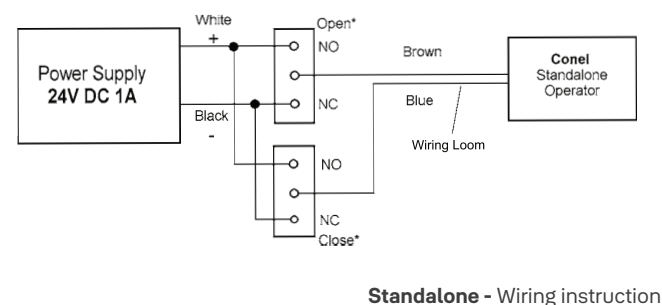 White
+
Open*
NO
Power Supply
24V DC 1A
Brown
Conel
Standalone
Operator
NC
Black
-
Blue
Wiring Loom
NO
NC
Close*
Standalone - Wiring instruction